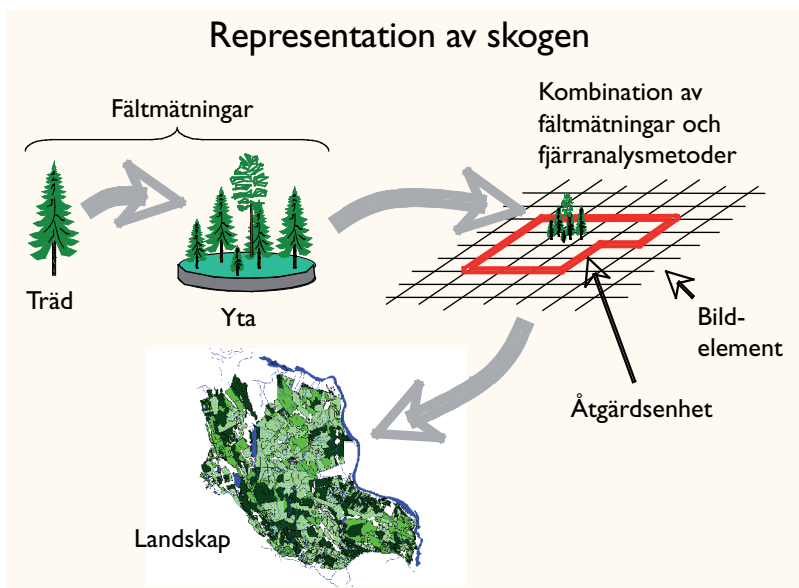 Representation av skogen
Fältmätningar
Kombination av
fältmätningar och
fjärranalysmetoder
Träd
Yta
Bild-
element
Åtgärdsenhet
Landskap